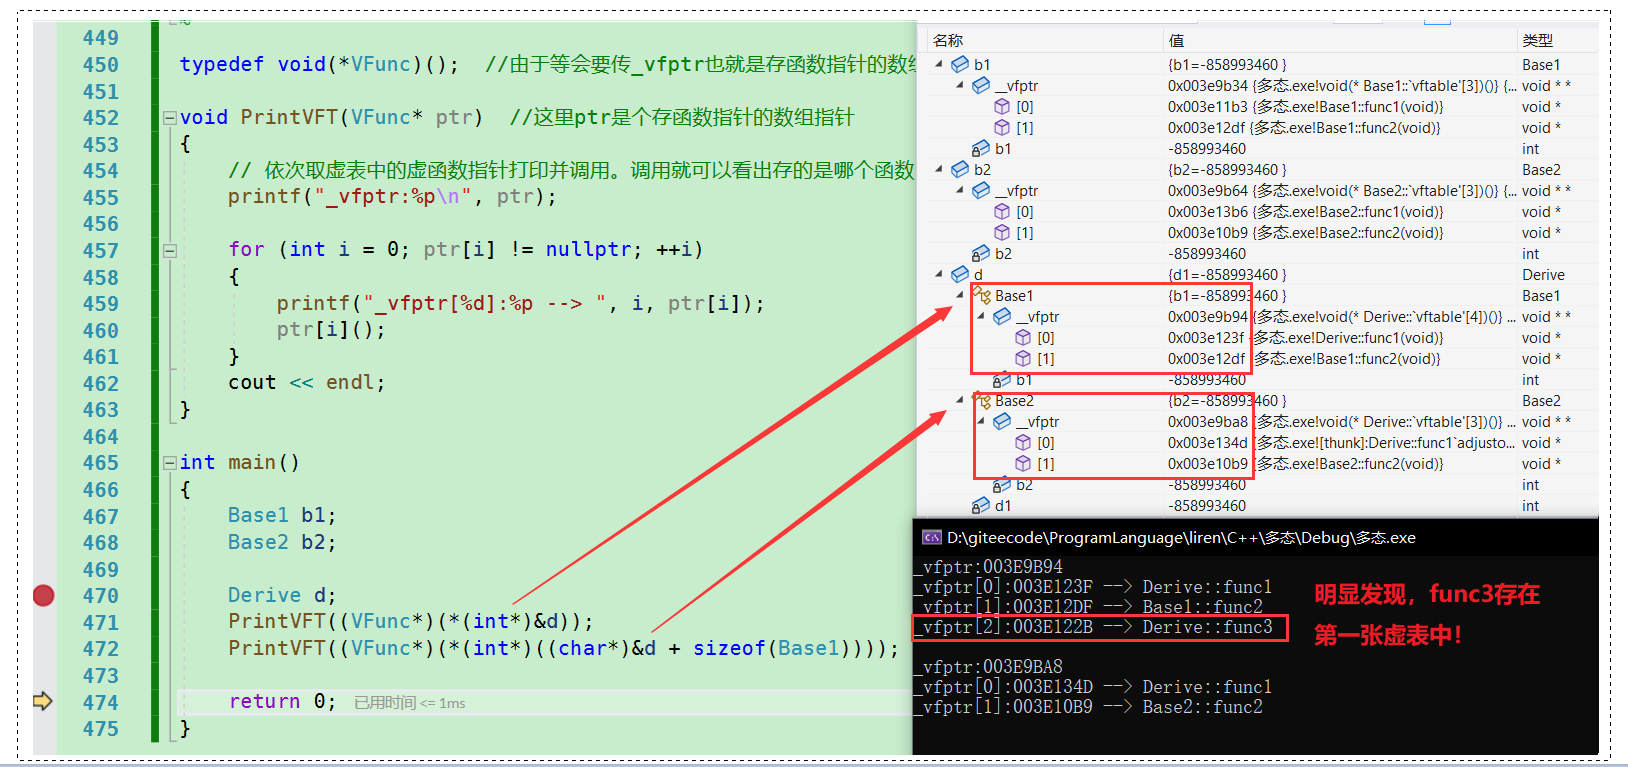 449
450 typedef void(*VFunc)();  //由于等会要传_vfptr也就是存函数指针的数组
451
452 void PrintVFT(VFunc* ptr)  //这里ptr是个存函数指针的数组指针
453 {
454     // 依次取虚表中的虚函数指针打印并调用。调用就可以看出存的是哪个函数
455     printf("_vfptr:%p\n", ptr);
456
457     for (int i = 0; ptr[i] != nullptr; ++i)
458     {
459         printf("_vfptr[%d]:%p --> ", i, ptr[i]);
460         ptr[i]();
461     }
462     cout << endl;
463 }
464
465 int main()
466 {
467     Base1 b1;
468     Base2 b2;
469
470     Derive d;
471     PrintVFT((VFunc*)(*(int*)&d));
472     PrintVFT((VFunc*)(*(int*)((char*)&d + sizeof(Base1))));
473
474     return 0;  已用时间 <= 1ms
475 }
名称 值 类型
b1 {b1=-858993460 } Base1
__vfptr 0x003e9b34 {多态.exe!void(* Base1::`vftable'[3])()} {... void * *
[0] 0x003e11b3 {多态.exe!Base1::func1(void)} void *
[1] 0x003e12df {多态.exe!Base1::func2(void)} void *
b1 -858993460 int
b2 {b2=-858993460 } Base2
__vfptr 0x003e9b64 {多态.exe!void(* Base2::`vftable'[3])()} {... void * *
[0] 0x003e13b6 {多态.exe!Base2::func1(void)} void *
[1] 0x003e10b9 {多态.exe!Base2::func2(void)} void *
b2 -858993460 int
d {d1=-858993460 } Derive
Base1 {b1=-858993460 } Base1
__vfptr 0x003e9b94 {多态.exe!void(* Derive::`vftable'[4])()} ... void * *
[0] 0x003e123f {多态.exe!Derive::func1(void)} void *
[1] 0x003e12df {多态.exe!Base1::func2(void)} void *
b1 -858993460 int
Base2 {b2=-858993460 } Base2
__vfptr 0x003e9ba8 {多态.exe!void(* Derive::`vftable'[3])()} ... void * *
[0] 0x003e134d {多态.exe![thunk]:Derive::func1`adjusto... void *
[1] 0x003e10b9 {多态.exe!Base2::func2(void)} void *
b2 -858993460 int
d1 -858993460 int
D:\giteecode\ProgramLanguage\liren\C++\多态\Debug\多态.exe
_vfptr:003E9B94
_vfptr[0]:003E123F --> Derive::func1
_vfptr[1]:003E12DF --> Base1::func2
_vfptr[2]:003E122B --> Derive::func3
明显发现，func3存在
第一张虚表中！
_vfptr:003E9BA8
_vfptr[0]:003E134D --> Derive::func1
_vfptr[1]:003E10B9 --> Base2::func2